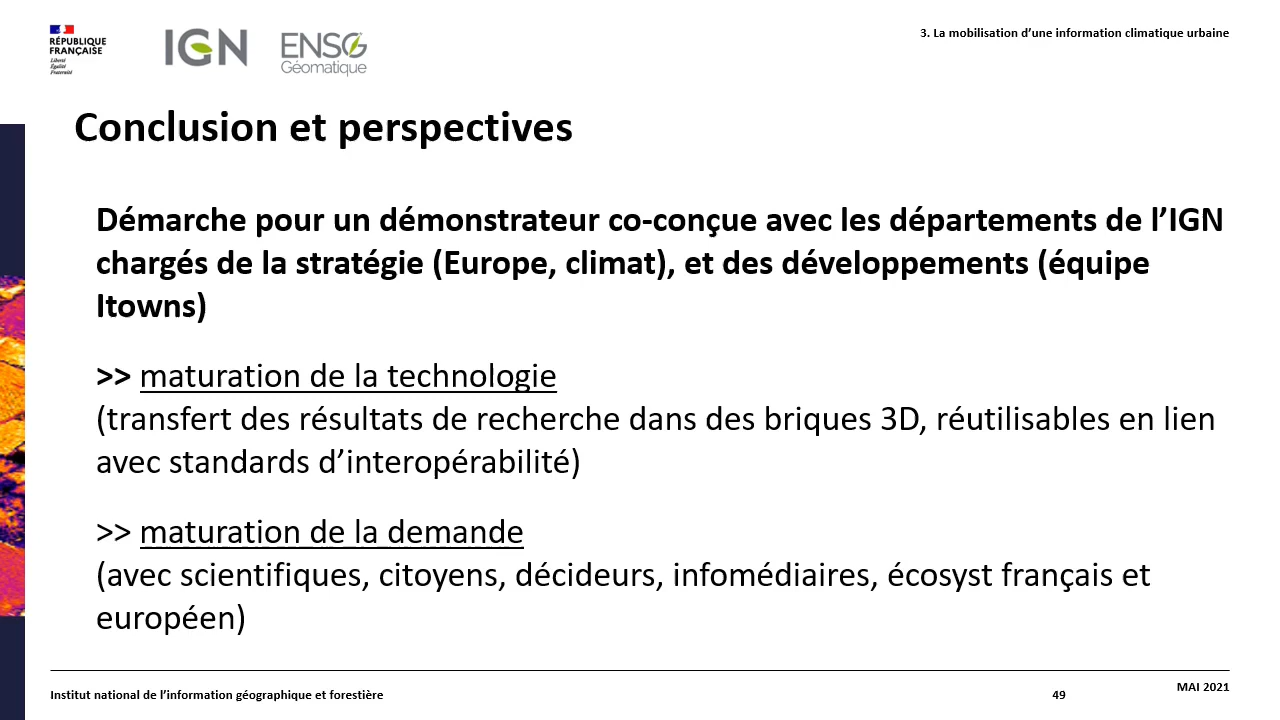 RÉPUBLIQUE
FRANÇAISE
Liberté
Égalité
Fraternité
IGN
ENSG
Géomatique
3. La mobilisation d’une information climatique urbaine
Conclusion et perspectives
Démarche pour un démonstrateur co-conçue avec les départements de l’IGN
chargés de la stratégie (Europe, climat), et des développements (équipe
Itowns)
>> maturation de la technologie
(transfert des résultats de recherche dans des briques 3D, réutilisables en lien
avec standards d’interopérabilité)
>> maturation de la demande
(avec scientifiques, citoyens, décideurs, infomédiaires, écosyst français et
européen)
Institut national de l’information géographique et forestière
49
MAI 2021